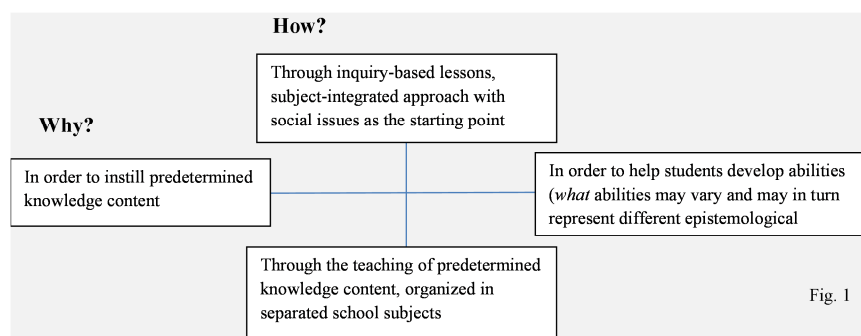 How?
Through inquiry-based lessons,
subject-integrated approach with
social issues as the starting point
Why?
In order to instill predetermined
knowledge content
In order to help students develop abilities
(what abilities may vary and may in turn
represent different epistemological
Through the teaching of predetermined
knowledge content, organized in
separated school subjects
Fig. 1